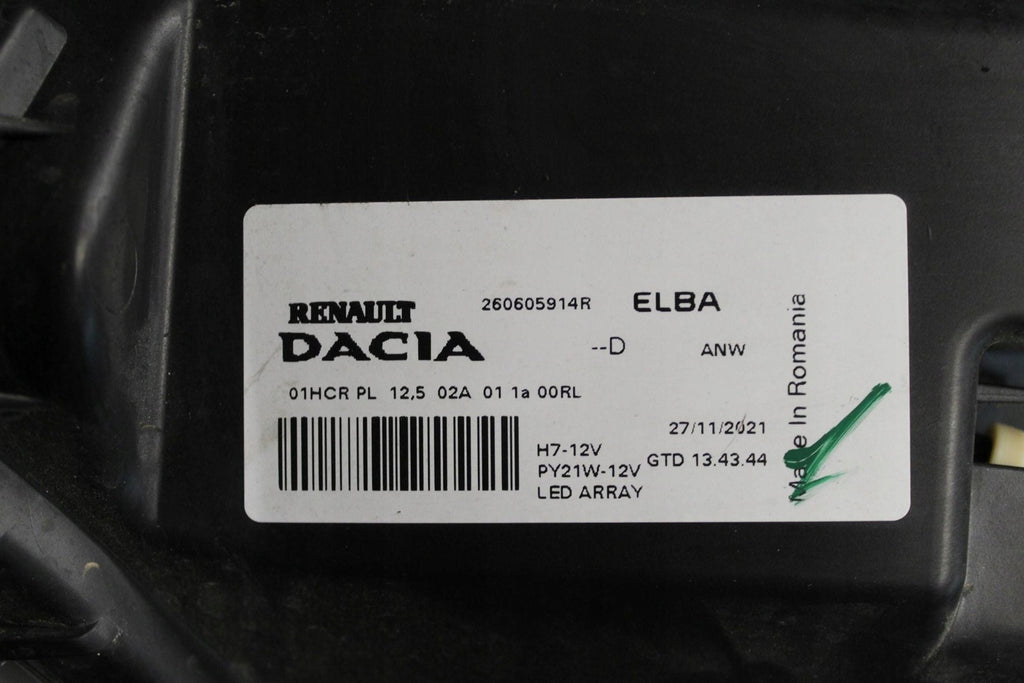 RENAULT 260605914R ELBA
DACIA --D ANW
01HCR PL 12,5 02A 01 1a 00RL
27/11/2021
H7-12V
PY21W-12V GTD 13.43.44
LED ARRAY
Made In Romania